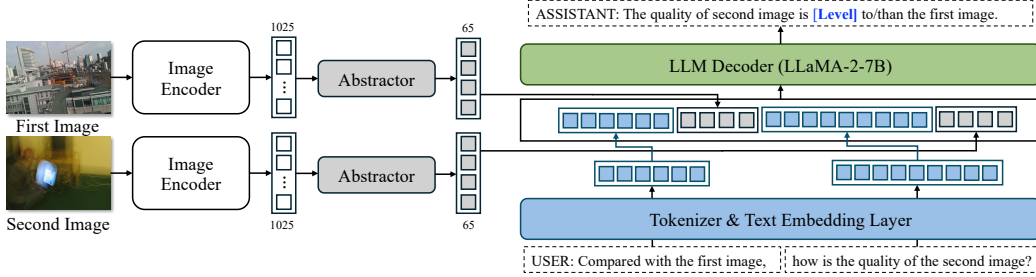 ASSISTANT: The quality of second image is [Level] to/than the first image.
1025
65
Image
Encoder
Abstractor
LLM Decoder (LLaMA-2-7B)
First Image
Image
Encoder
Abstractor
Second Image
1025
65
Tokenizer & Text Embedding Layer
USER: Compared with the first image,
how is the quality of the second image?